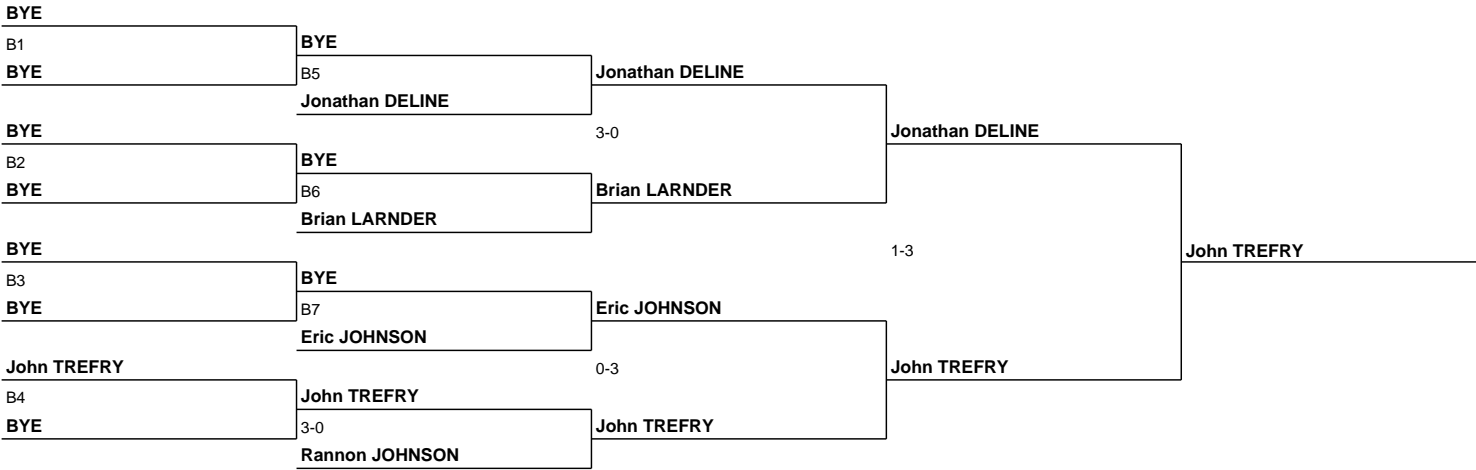 BYE
B1
BYE
BYE
B5
Jonathan DELINE
Jonathan DELINE
BYE
B2
BYE
BYE
B6
Brian LARNDER
3-0
Brian LARNDER
Jonathan DELINE
BYE
B3
BYE
BYE
B7
Eric JOHNSON
Eric JOHNSON
John TREFRY
B4
BYE
John TREFRY
3-0
Rannon JOHNSON
0-3
John TREFRY
John TREFRY
1-3
John TREFRY